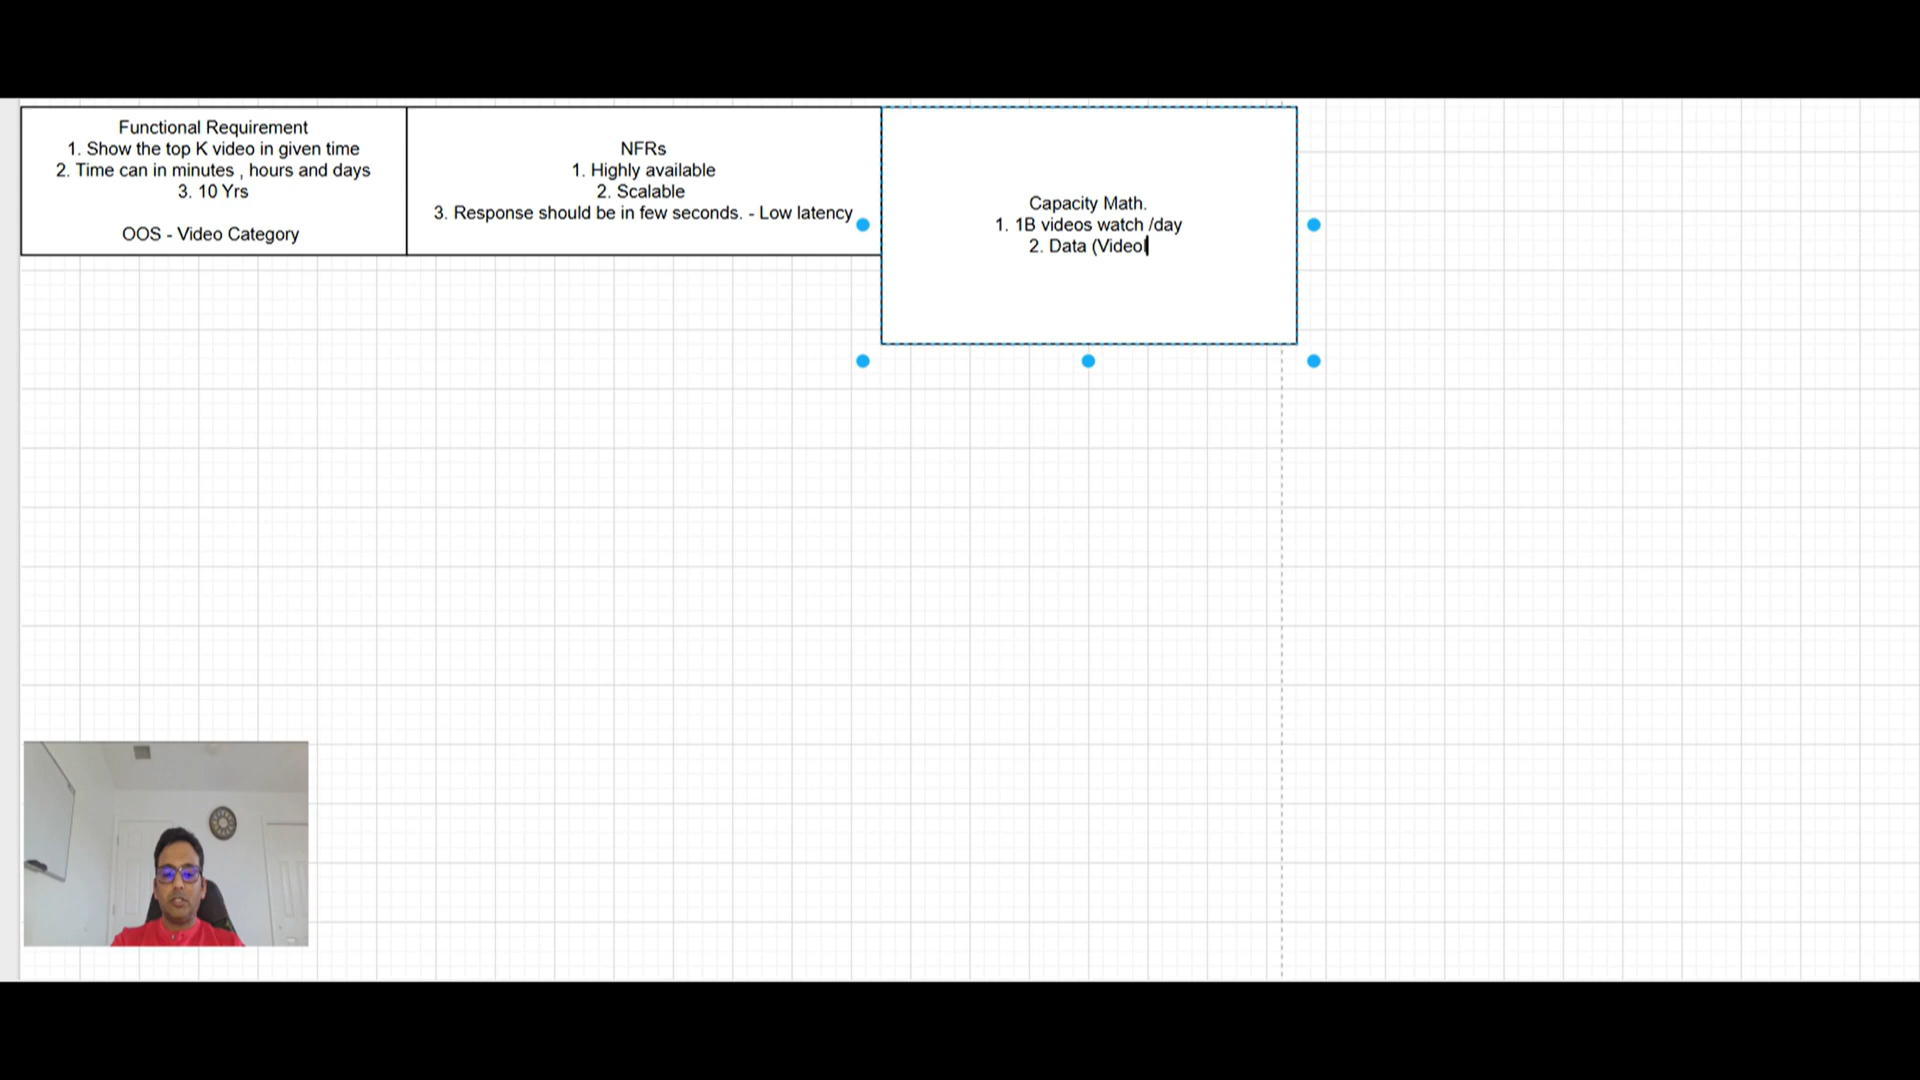 Functional Requirement
1. Show the top K video in given time
2. Time can in minutes , hours and days
3. 10 Yrs
OOS - Video Category
NFRs
1. Highly available
2. Scalable
3. Response should be in few seconds. - Low latency
Capacity Math.
1. 1B videos watch /day
2. Data (Video